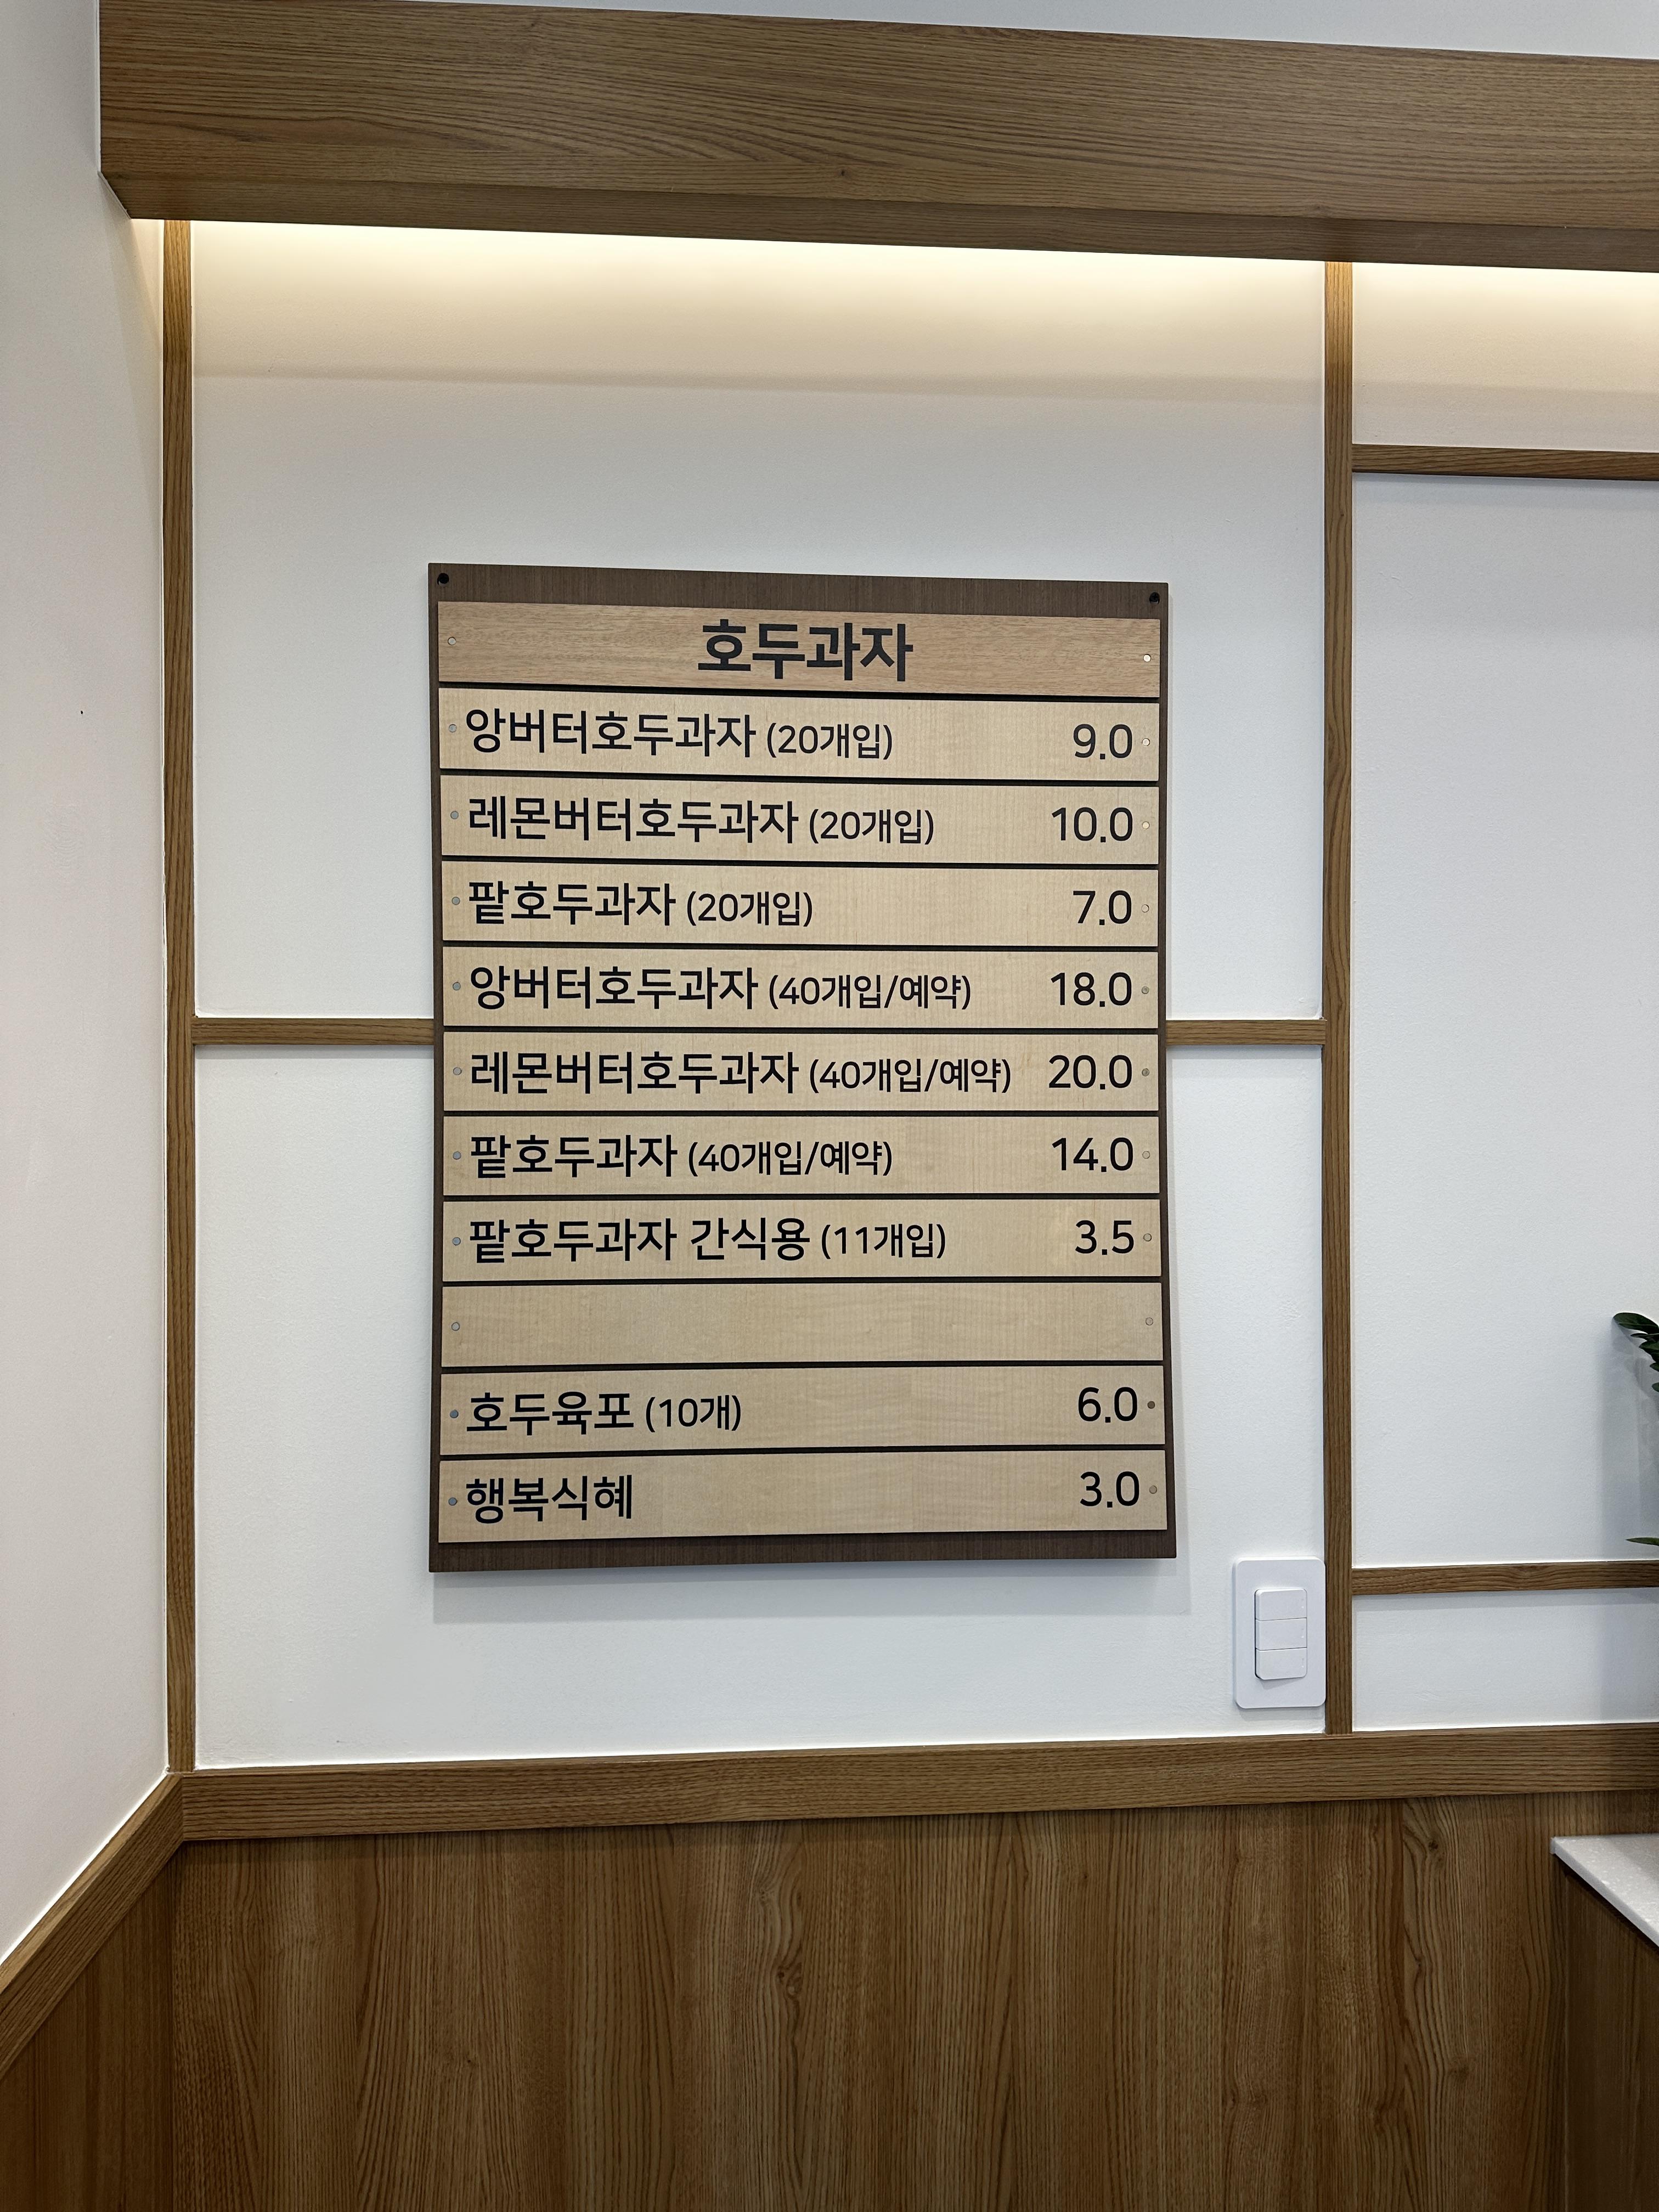 호두과자
앙버터호두과자 (20개입) 9.0
레몬버터호두과자 (20개입) 10.0
팥호두과자 (20개입) 7.0
앙버터호두과자 (40개입/예약) 18.0
레몬버터호두과자 (40개입/예약) 20.0
팥호두과자 (40개입/예약) 14.0
팥호두과자 간식용 (11개입) 3.5
호두육포 (10개) 6.0
행복식혜 3.0